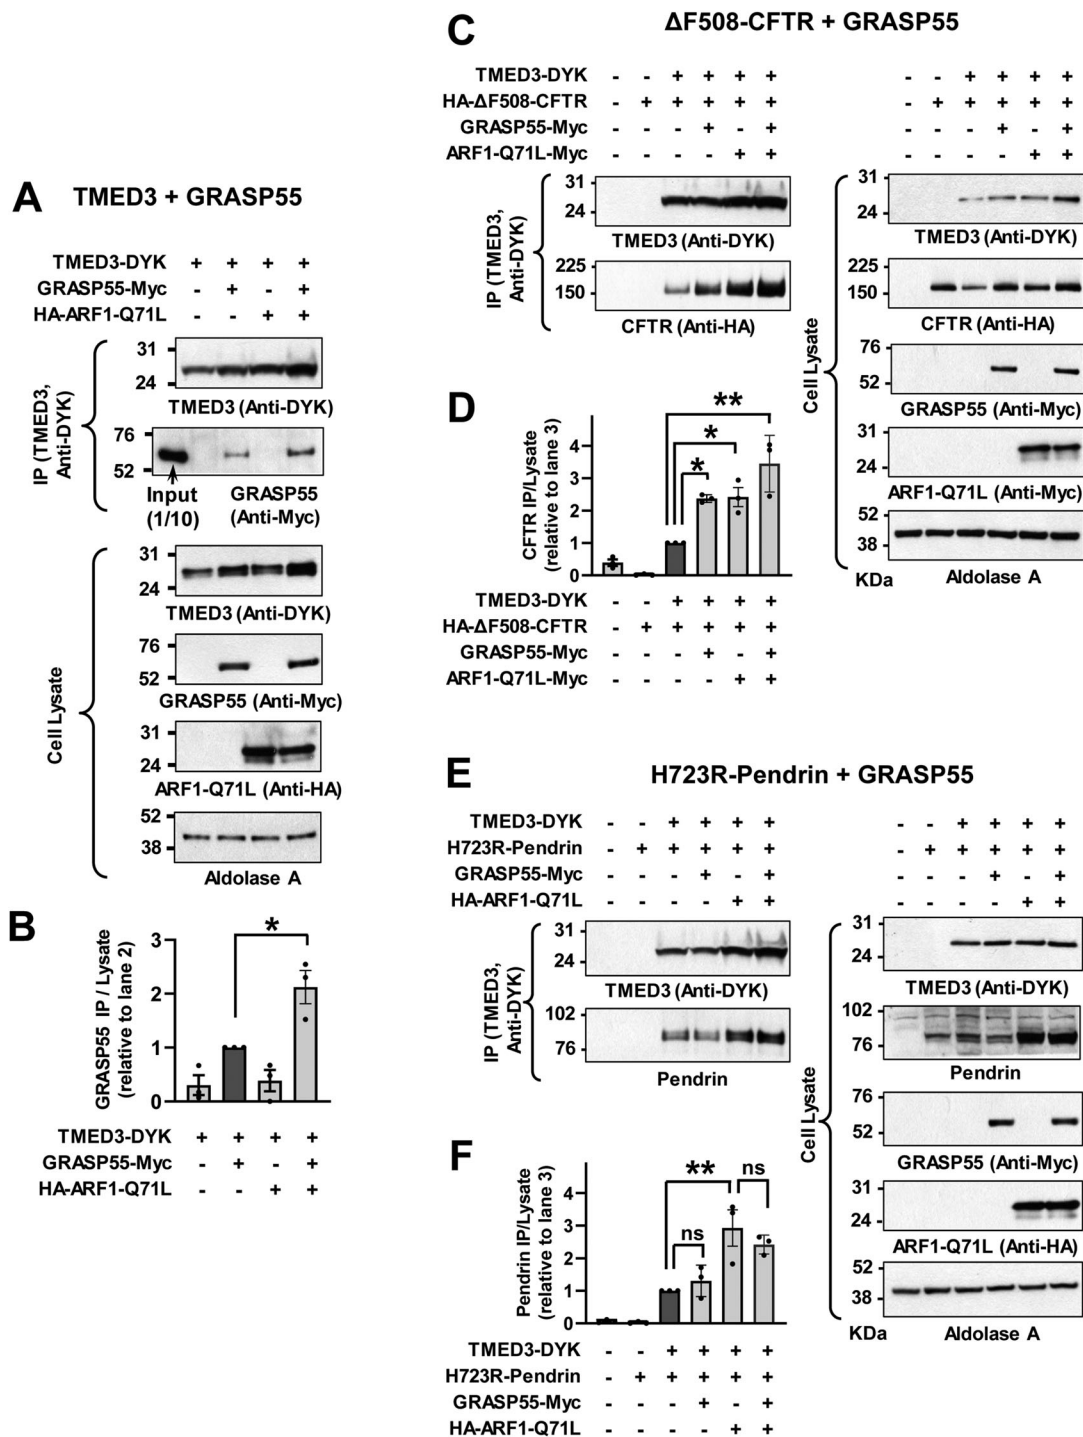 A
TMED3 + GRASP55
TMED3-DYK + + + +
GRASP55-Myc - + - +
HA-ARF1-Q71L - - + +
IP (TMED3,
Anti-DYK)
31
24
TMED3 (Anti-DYK)
76
52
Input
(1/10)
GRASP55
(Anti-Myc)
Cell Lysate
31
24
TMED3 (Anti-DYK)
76
52
GRASP55 (Anti-Myc)
31
24
ARF1-Q71L (Anti-HA)
52
38
Aldolase A
B
GRASP55 IP / Lysate
(relative to lane 2)
3
2
1
0
*
TMED3-DYK + + + +
GRASP55-Myc - + - +
HA-ARF1-Q71L - - + +
C
ΔF508-CFTR + GRASP55
TMED3-DYK - - + + + +
HA-ΔF508-CFTR - + + + + +
GRASP55-Myc - - - + - +
ARF1-Q71L-Myc - - - - + +
IP (TMED3,
Anti-DYK)
31
24
TMED3 (Anti-DYK)
225
150
CFTR (Anti-HA)
- - + + + +
- + + + + +
- - - + - +
- - - - + +
Cell Lysate
31
24
TMED3 (Anti-DYK)
225
150
CFTR (Anti-HA)
76
52
GRASP55 (Anti-Myc)
31
24
ARF1-Q71L (Anti-Myc)
52
38
KDa
Aldolase A
D
CFTR IP/Lysate
(relative to lane 3)
4
3
2
1
0
**
*
*
TMED3-DYK - - + + + +
HA-ΔF508-CFTR - + + + + +
GRASP55-Myc - - - + - +
ARF1-Q71L-Myc - - - - + +
E
H723R-Pendrin + GRASP55
TMED3-DYK - - + + + +
H723R-Pendrin - + + + + +
GRASP55-Myc - - - + - +
HA-ARF1-Q71L - - - - + +
IP (TMED3,
Anti-DYK)
31
24
TMED3 (Anti-DYK)
102
76
Pendrin
- - + + + +
- + + + + +
- - - + - +
- - - - + +
Cell Lysate
31
24
TMED3 (Anti-DYK)
102
76
Pendrin
76
52
GRASP55 (Anti-Myc)
31
24
ARF1-Q71L (Anti-HA)
52
38
KDa
Aldolase A
F
Pendrin IP/Lysate
(relative to lane 3)
4
3
2
1
0
**
ns
ns
TMED3-DYK - - + + + +
H723R-Pendrin - + + + + +
GRASP55-Myc - - - + - +
HA-ARF1-Q71L - - - - + +